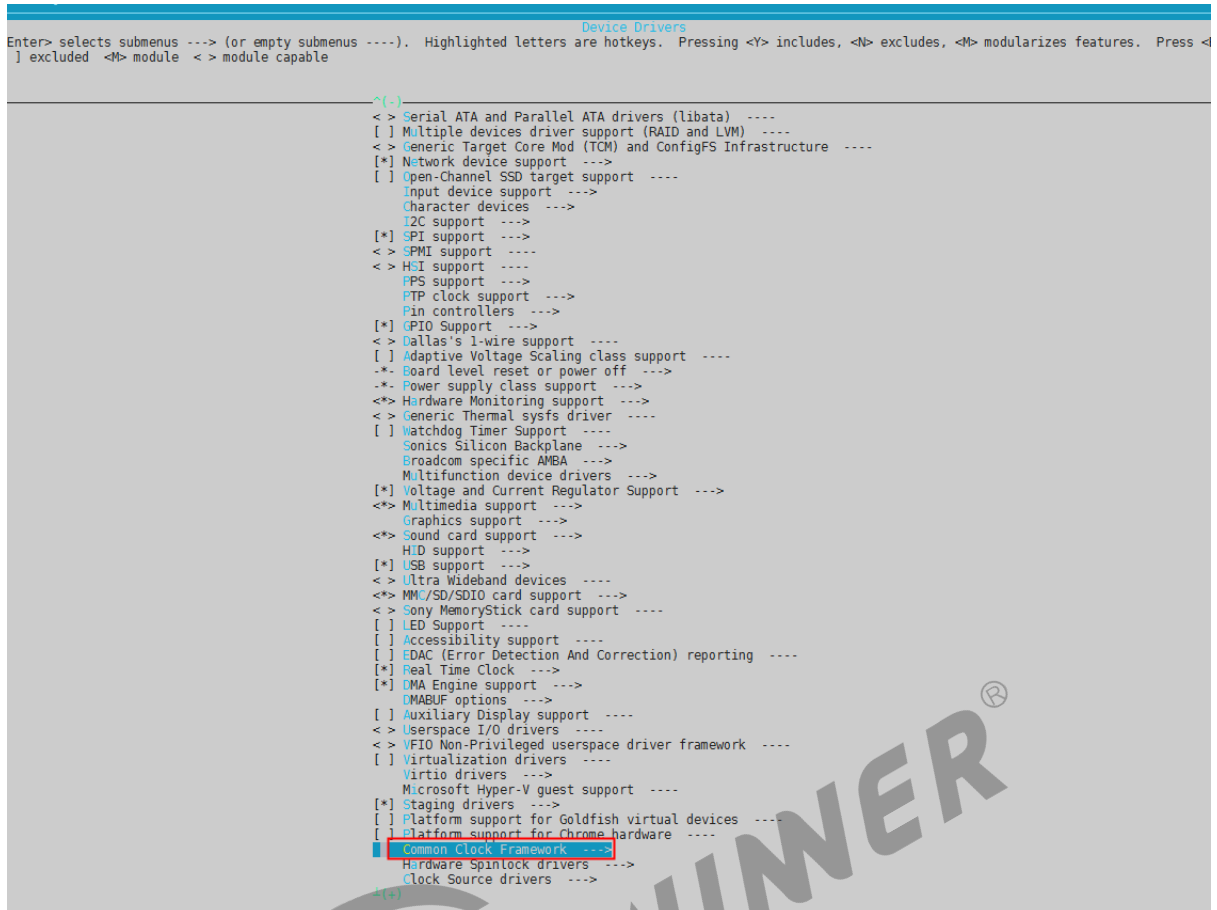 Device Drivers
Enter> selects submenus ---> (or empty submenus ----).  Highlighted letters are hotkeys.  Pressing <Y> includes, <N> excludes, <M> modularizes features.  Press <
] excluded  <M> module  < > module capable
^(-)
< > Serial ATA and Parallel ATA drivers (libata)  ----
[ ] Multiple devices driver support (RAID and LVM)  ----
< > Generic Target Core Mod (TCM) and ConfigFS Infrastructure  ----
[*] Network device support  --->
[ ] Open-Channel SSD target support  ----
Input device support  --->
Character devices  --->
I2C support  --->
[*] SPI support  --->
< > SPMI support  ----
< > HSI support  ----
PPS support  --->
PTP clock support  --->
Pin controllers  --->
[*] GPIO Support  --->
< > Dallas's 1-wire support  ----
[ ] Adaptive Voltage Scaling class support  ----
-*- Board level reset or power off  --->
-*- Power supply class support  --->
<*> Hardware Monitoring support  --->
< > Generic Thermal sysfs driver  ----
[ ] Watchdog Timer Support  ----
Sonics Silicon Backplane  --->
Broadcom specific AMBA  --->
Multifunction device drivers  --->
[*] Voltage and Current Regulator Support  --->
<*> Multimedia support  --->
Graphics support  --->
<*> Sound card support  --->
HID support  --->
[*] USB support  --->
< > Ultra Wideband devices  ----
<*> MMC/SD/SDIO card support  --->
< > Sony MemoryStick card support  ----
[ ] LED Support  ----
[ ] Accessibility support  ----
[ ] EDAC (Error Detection And Correction) reporting  ----
[*] Real Time Clock  --->
[*] DMA Engine support  --->
DMABUF options  --->
[ ] Auxiliary Display support  ----
< > Userspace I/O drivers  ----
< > VFIO Non-Privileged userspace driver framework  ----
[ ] Virtualization drivers  ----
Virtio drivers  --->
Microsoft Hyper-V guest support  ----
[*] Staging drivers  --->
[ ] Platform support for Goldfish virtual devices  ----
[ ] Platform support for Chrome hardware  ----
Common Clock Framework  --->
Hardware Spinlock drivers  --->
Clock Source drivers  --->
(+)
WINNER®